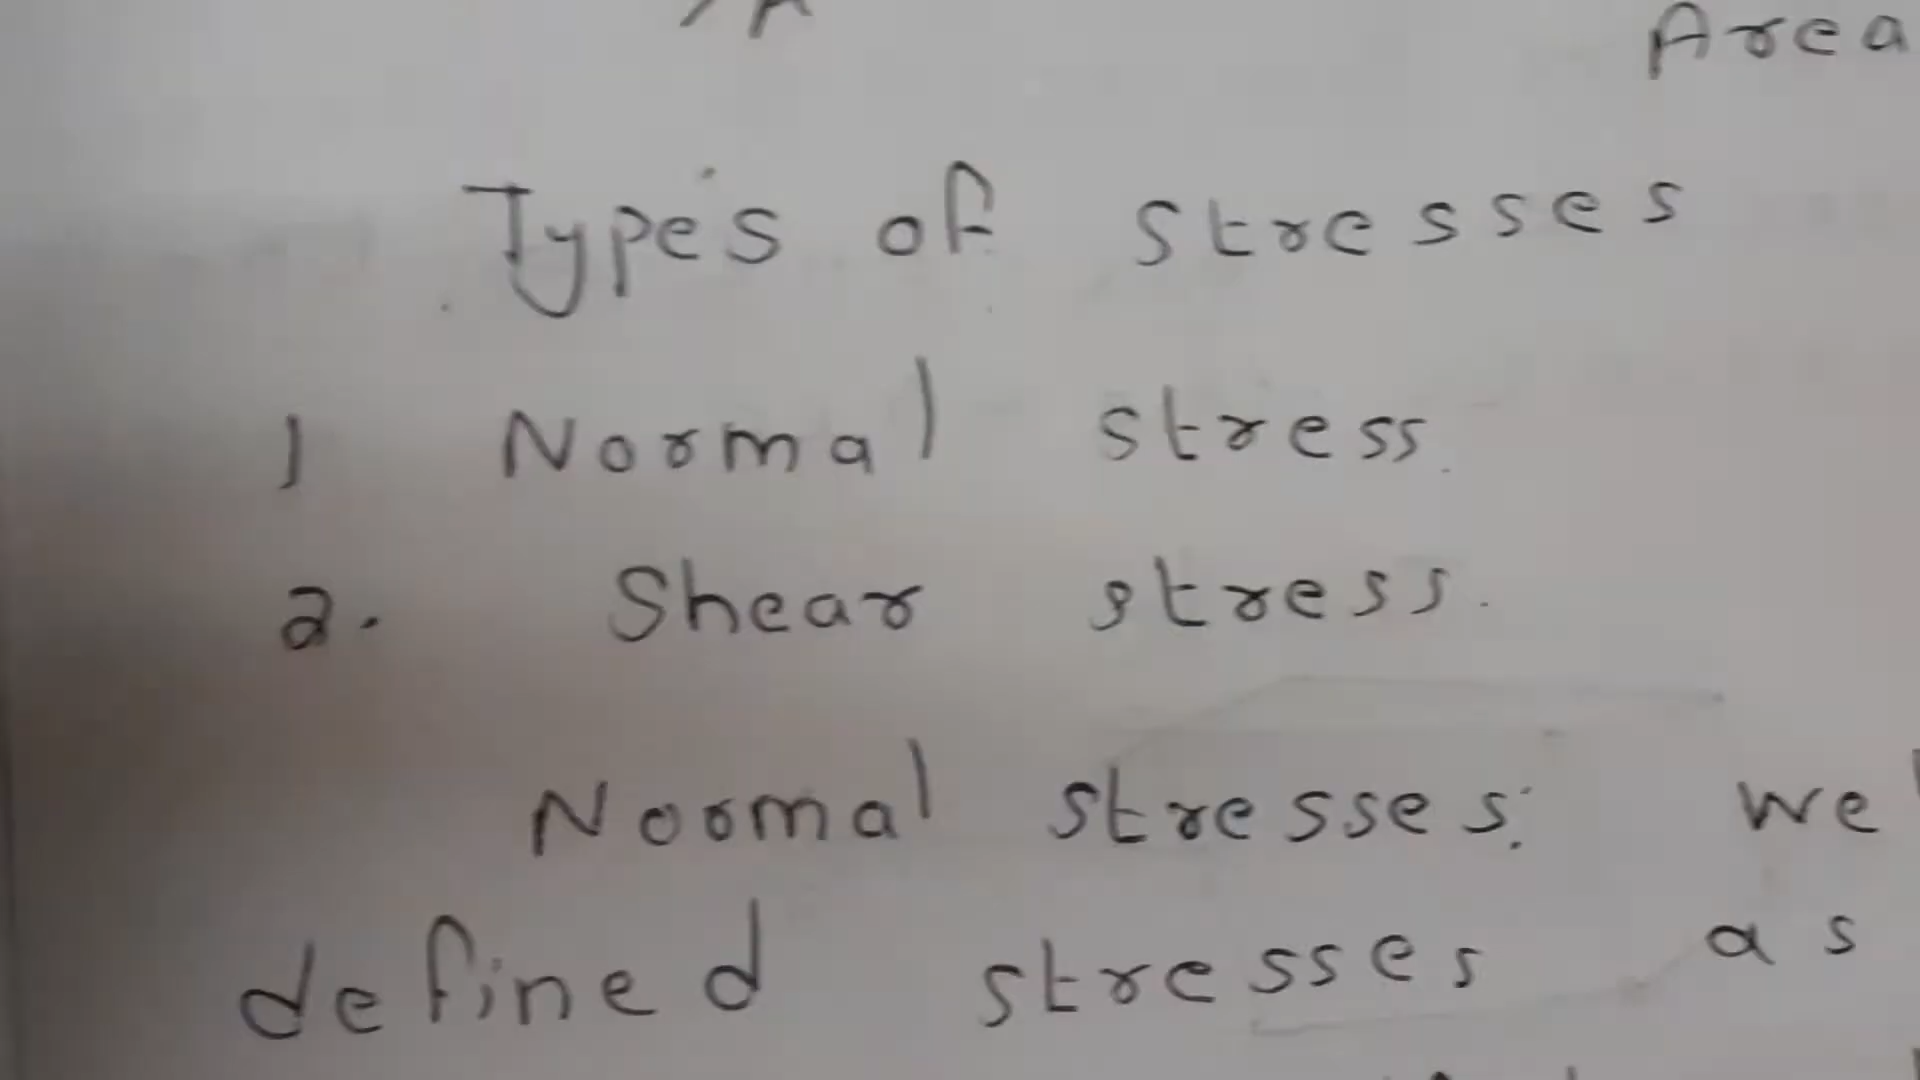 Area
Types of stresses
1 Normal stress.
2. Shear stress.
Normal stresses: we
defined stresses as